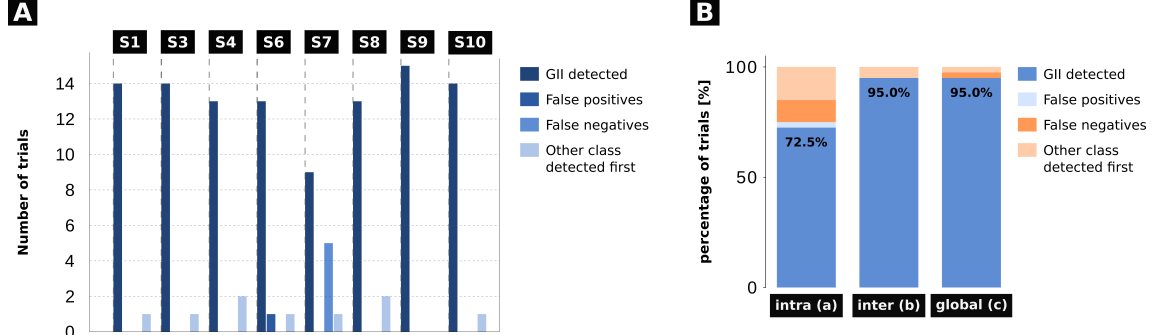 A
S1 S3 S4 S6 S7 S8 S9 S10
Number of trials
14
12
10
8
6
4
2
0
GII detected
False positives
False negatives
Other class
detected first
B
percentage of trials [%]
100
50
0
72.5%
95.0%
95.0%
intra (a) inter (b) global (c)
GII detected
False positives
False negatives
Other class
detected first